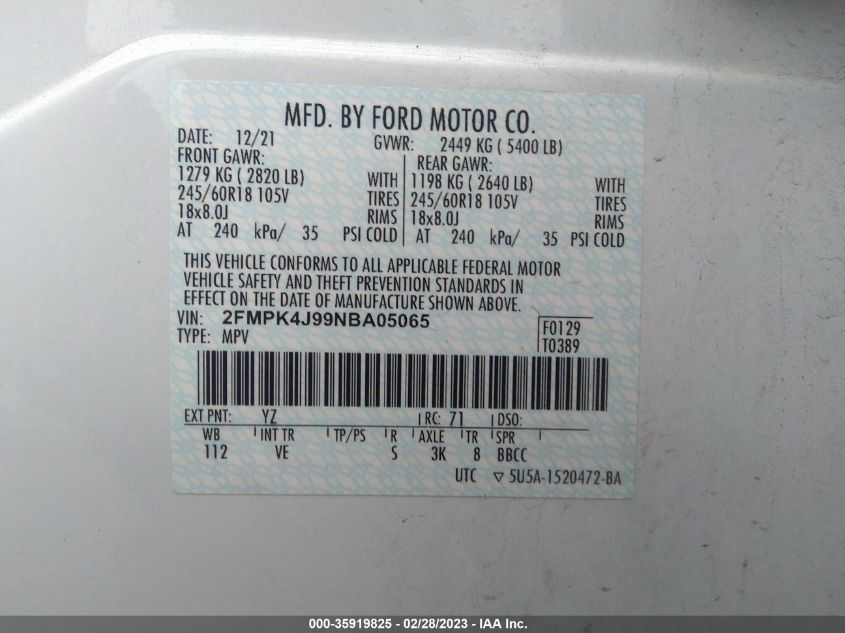 MFD. BY FORD MOTOR CO.
DATE: 12/21 GVWR: 2449 KG ( 5400 LB)
FRONT GAWR: REAR GAWR:
1279 KG ( 2820 LB) WITH 1198 KG ( 2640 LB) WITH
245/60R18 105V TIRES 245/60R18 105V TIRES
18x8.0J RIMS 18x8.0J RIMS
AT 240 kPa/ 35 PSI COLD AT 240 kPa/ 35 PSI COLD
THIS VEHICLE CONFORMS TO ALL APPLICABLE FEDERAL MOTOR
VEHICLE SAFETY AND THEFT PREVENTION STANDARDS IN
EFFECT ON THE DATE OF MANUFACTURE SHOWN ABOVE.
VIN: 2FMPK4J99NBA05065 F0129
TYPE: MPV T0389
EXT PNT: YZ RC: 71 DSO:
WB INT TR TP/PS R AXLE TR SPR
112 VE S 3K 8 BBCC
UTC ▽ 5U5A-1520472-BA
000-35919825 - 02/28/2023 - IAA Inc.